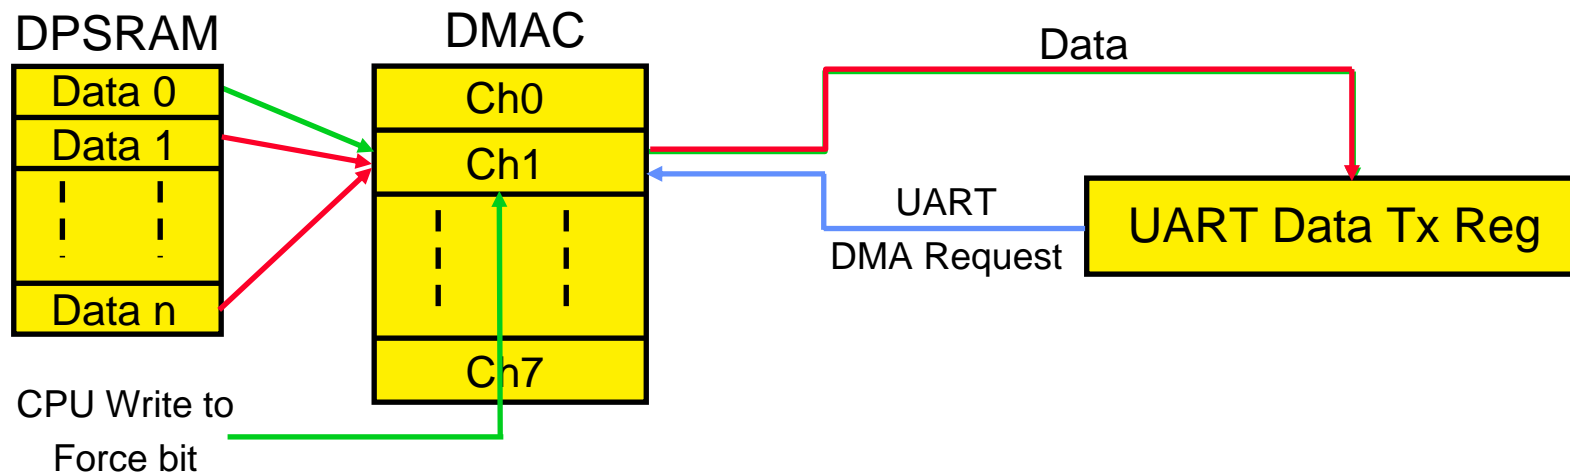 DPSRAM
Data 0
Data 1
Data n
DMAC
Ch0
Ch1
Ch7
Data
UART
DMA Request
UART Data Tx Reg
CPU Write to
Force bit